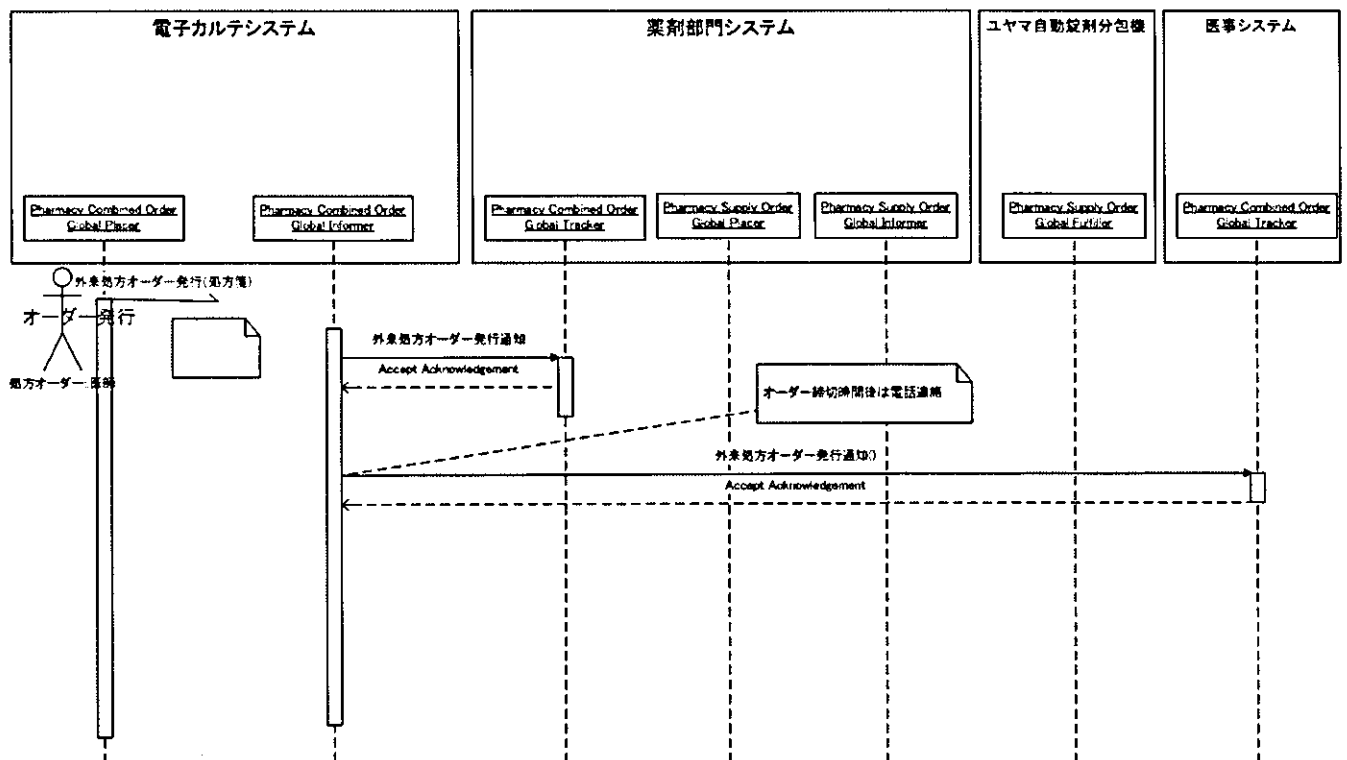 電子カルテシステム
薬剤部門システム
ユヤマ自動錠剤分包機
医事システム
Pharmacy Combined Order
Global Placer
Pharmacy Combined Order
Global Informer
Pharmacy Combined Order
Global Tracker
Pharmacy Supply Order
Global Placer
Pharmacy Supply Order
Global Informer
Pharmacy Supply Order
Global Fulfiller
Pharmacy Combined Order
Global Tracker
外来処方オーダー発行(処方箋)
オーダー発行
処方オーダー:医師
外来処方オーダー発行通知
Accept Acknowledgement
オーダー締切時間後は電話連絡
外来処方オーダー発行通知()
Accept Acknowledgement